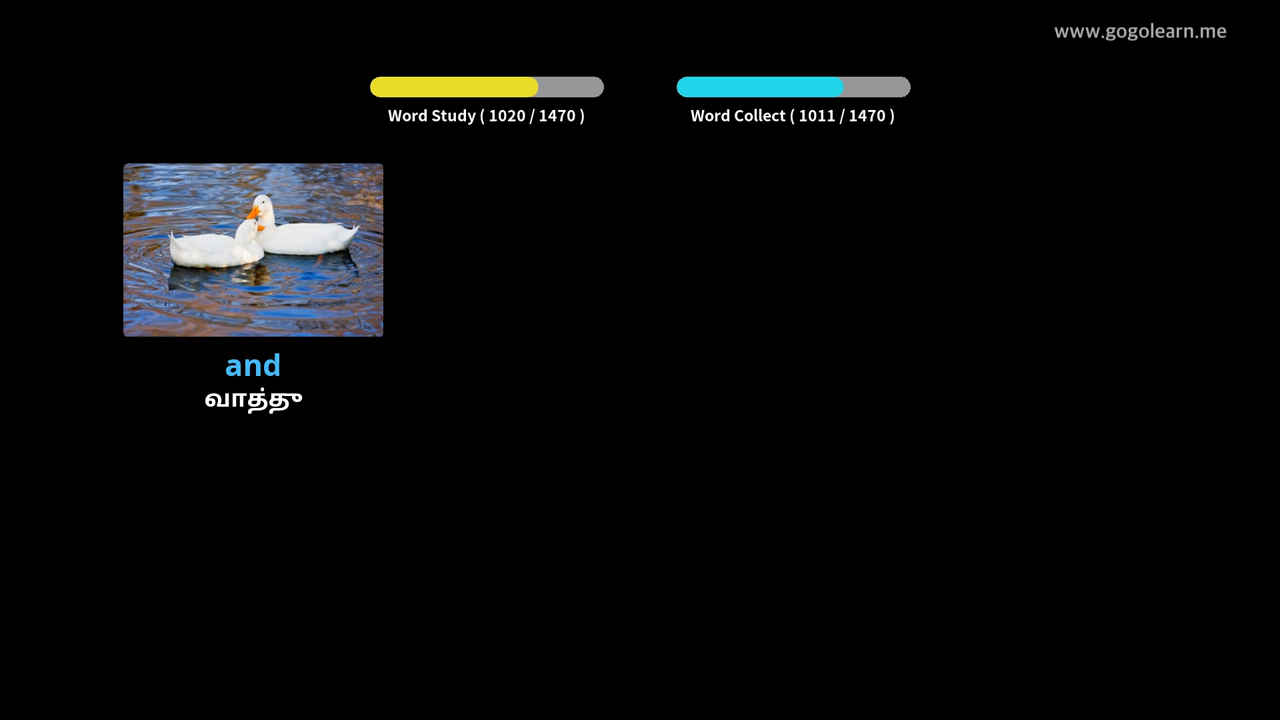 www.gogolearn.me
Word Study ( 1020 / 1470 )
Word Collect ( 1011 / 1470 )
and
வாத்து